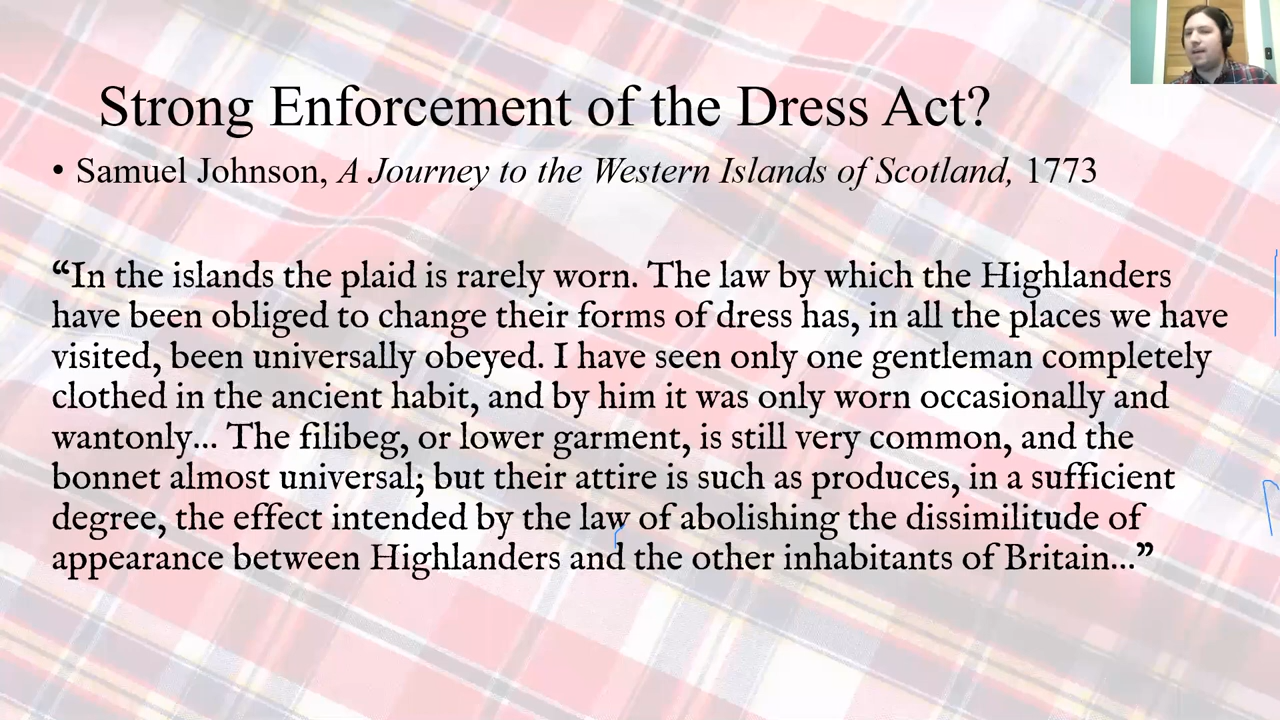 Strong Enforcement of the Dress Act?
• Samuel Johnson, A Journey to the Western Islands of Scotland, 1773
“In the islands the plaid is rarely worn. The law by which the Highlanders
have been obliged to change their forms of dress has, in all the places we have
visited, been universally obeyed. I have seen only one gentleman completely
clothed in the ancient habit, and by him it was only worn occasionally and
wantonly... The filibeg, or lower garment, is still very common, and the
bonnet almost universal; but their attire is such as produces, in a sufficient
degree, the effect intended by the law of abolishing the dissimilitude of
appearance between Highlanders and the other inhabitants of Britain...”